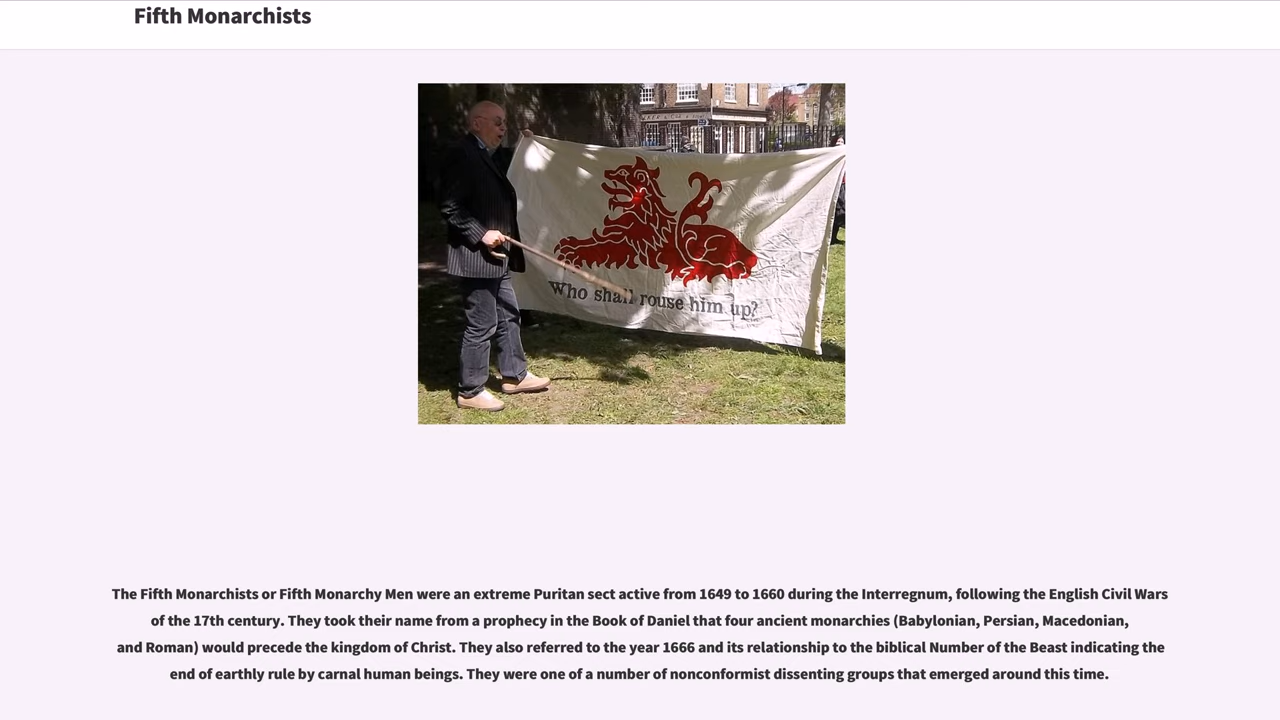 Fifth Monarchists
Who shall rouse him up?
The Fifth Monarchists or Fifth Monarchy Men were an extreme Puritan sect active from 1649 to 1660 during the Interregnum, following the English Civil Wars
of the 17th century. They took their name from a prophecy in the Book of Daniel that four ancient monarchies (Babylonian, Persian, Macedonian,
and Roman) would precede the kingdom of Christ. They also referred to the year 1666 and its relationship to the biblical Number of the Beast indicating the
end of earthly rule by carnal human beings. They were one of a number of nonconformist dissenting groups that emerged around this time.